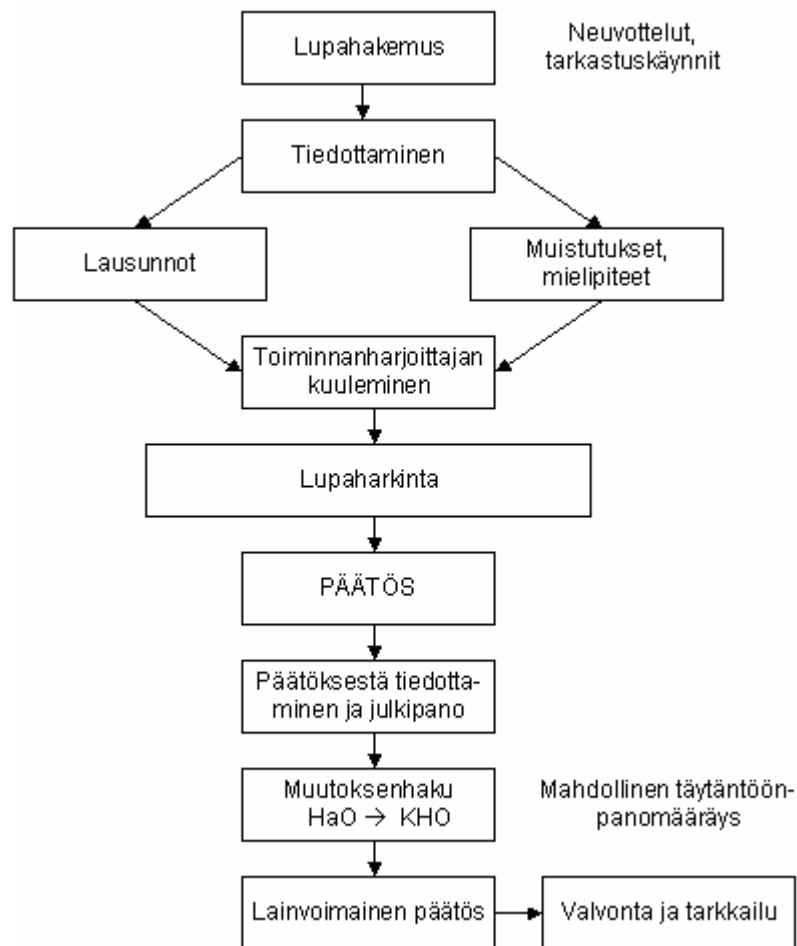 Lupahakemus
Neuvottelut,
tarkastuskäynnit
Tiedottaminen
Lausunnot
Muistutukset,
mielipiteet
Toiminnanharjoittajan
kuuleminen
Lupaharkinta
PÄÄTÖS
Päätöksestä tiedotta-
minen ja julkipano
Muutoksenhaku
HaO → KHO
Mahdollinen täytäntöön-
panomääräys
Lainvoimainen päätös
Valvonta ja tarkkailu